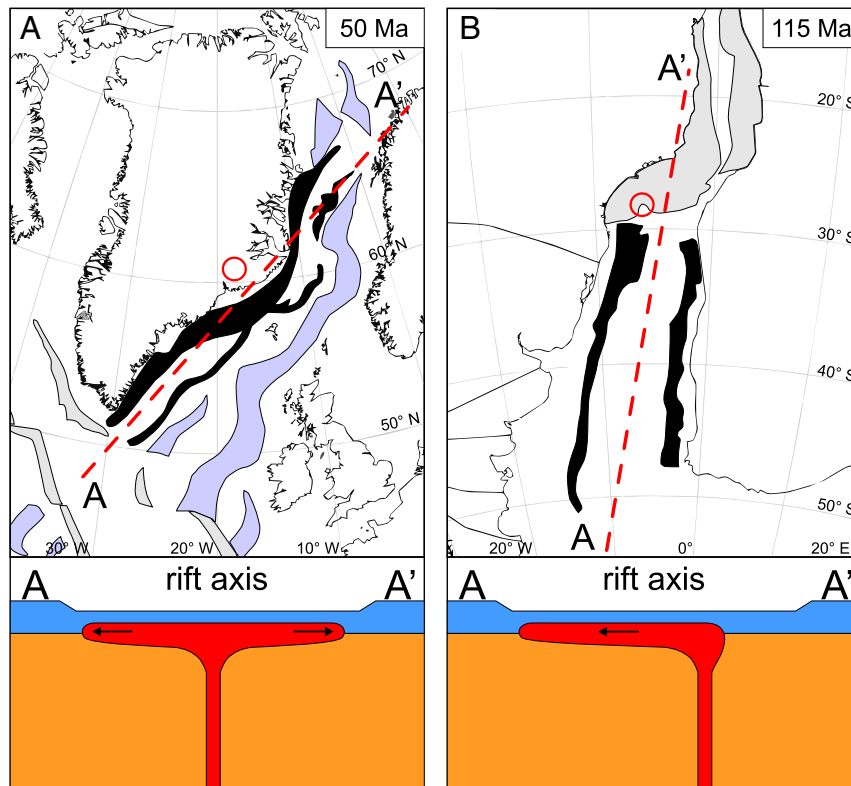 A
50 Ma
70° N
A'
60° N
50° N
A
30° W
20° W
10° W
A
rift axis
A'
B
115 Ma
A'
20° S
30° S
40° S
50° S
A
20° W
0°
20° E
A
rift axis
A'